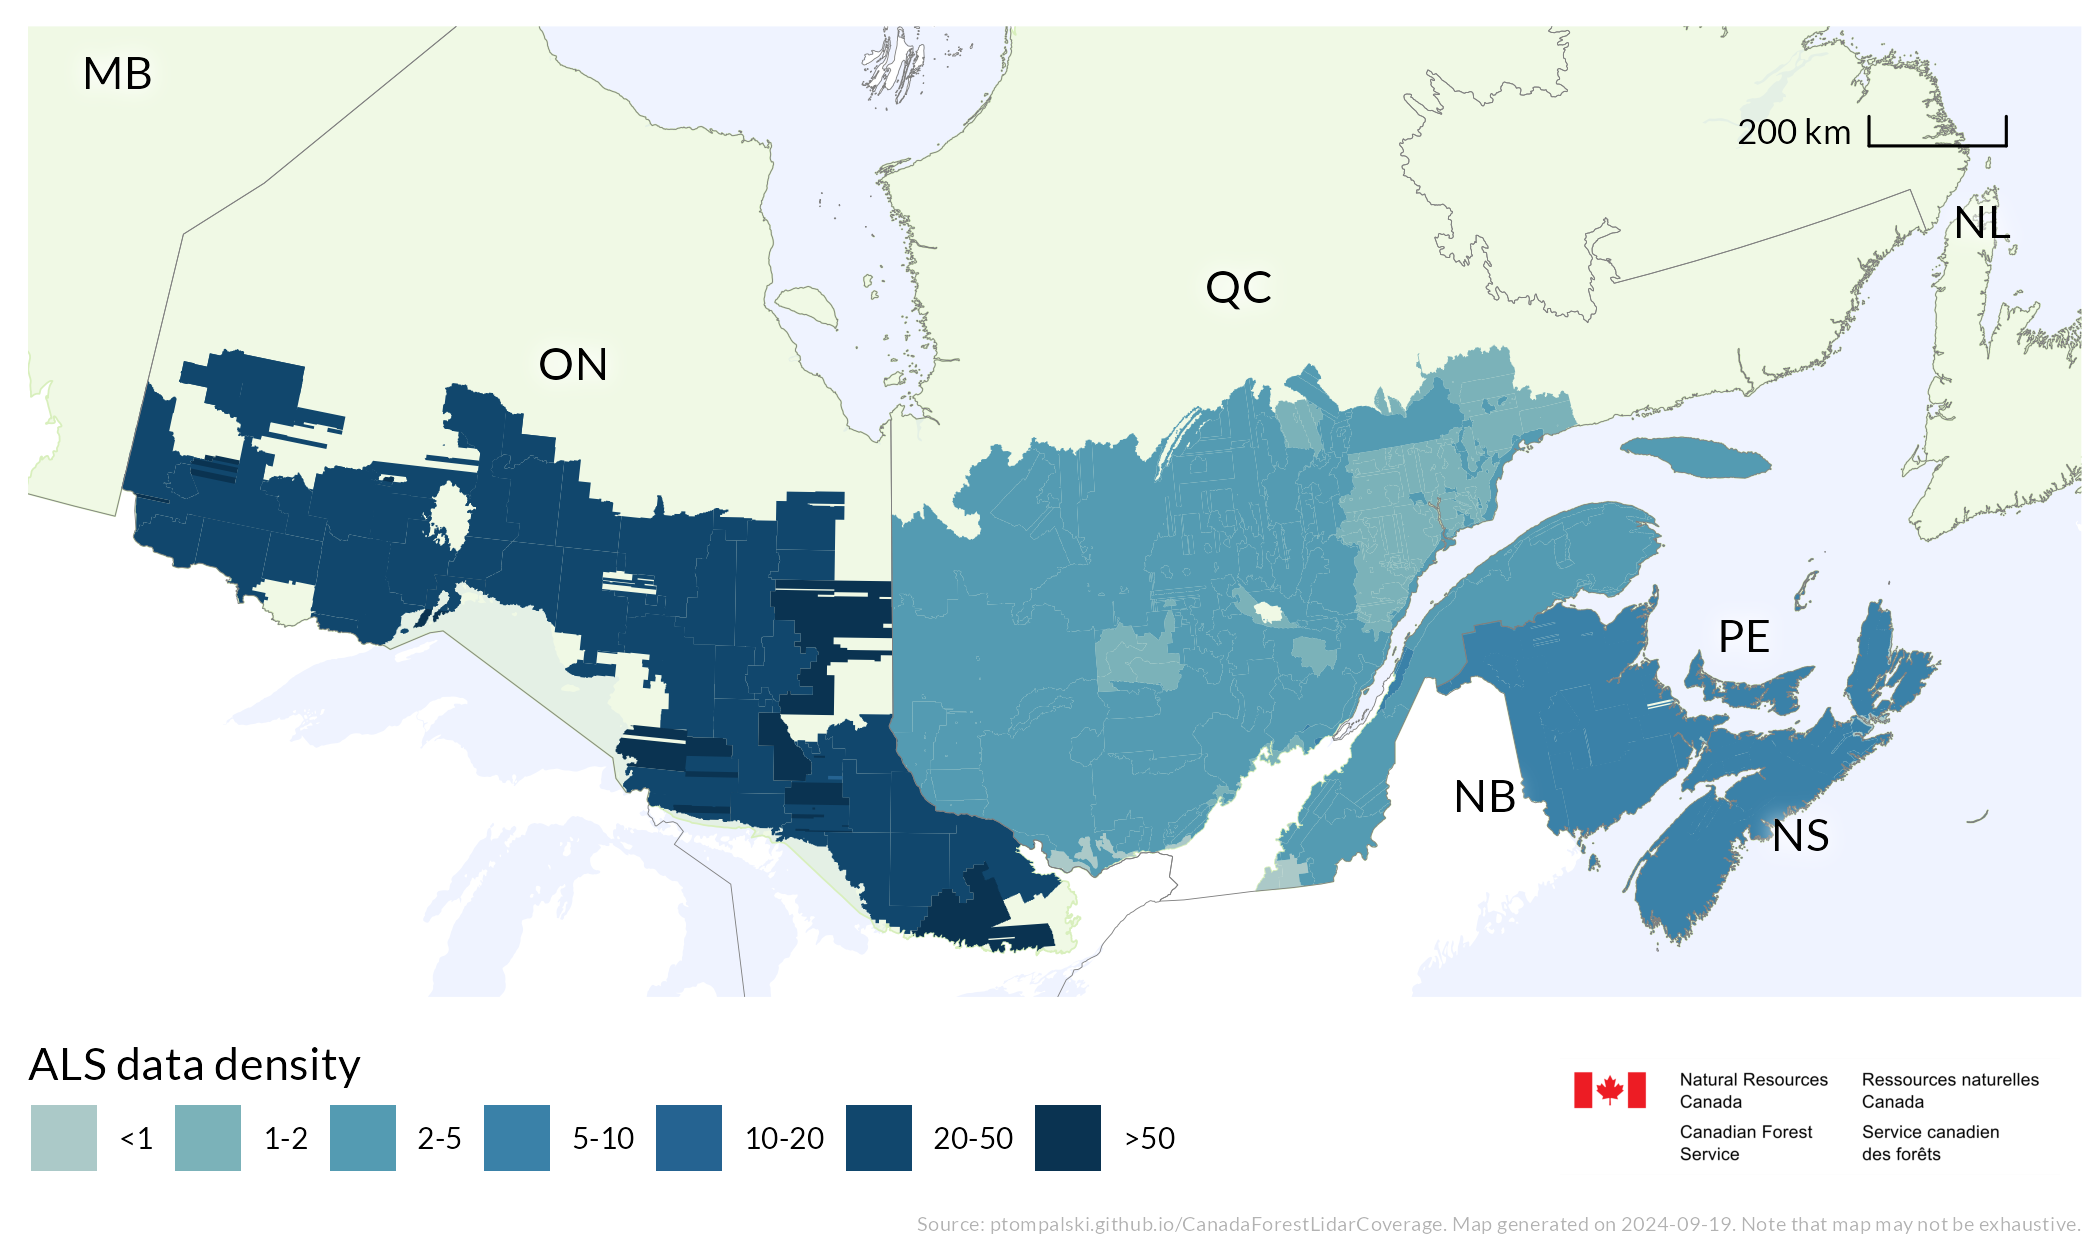 MB
200 km
NL
QC
ON
PE
NB
NS
ALS data density
<1 1-2 2-5 5-10 10-20 20-50 >50
Natural Resources
Canada
Canadian Forest
Service
Ressources naturelles
Canada
Service canadien
des forêts
Source: ptompalski.github.io/CanadaForestLidarCoverage. Map generated on 2024-09-19. Note that map may not be exhaustive.